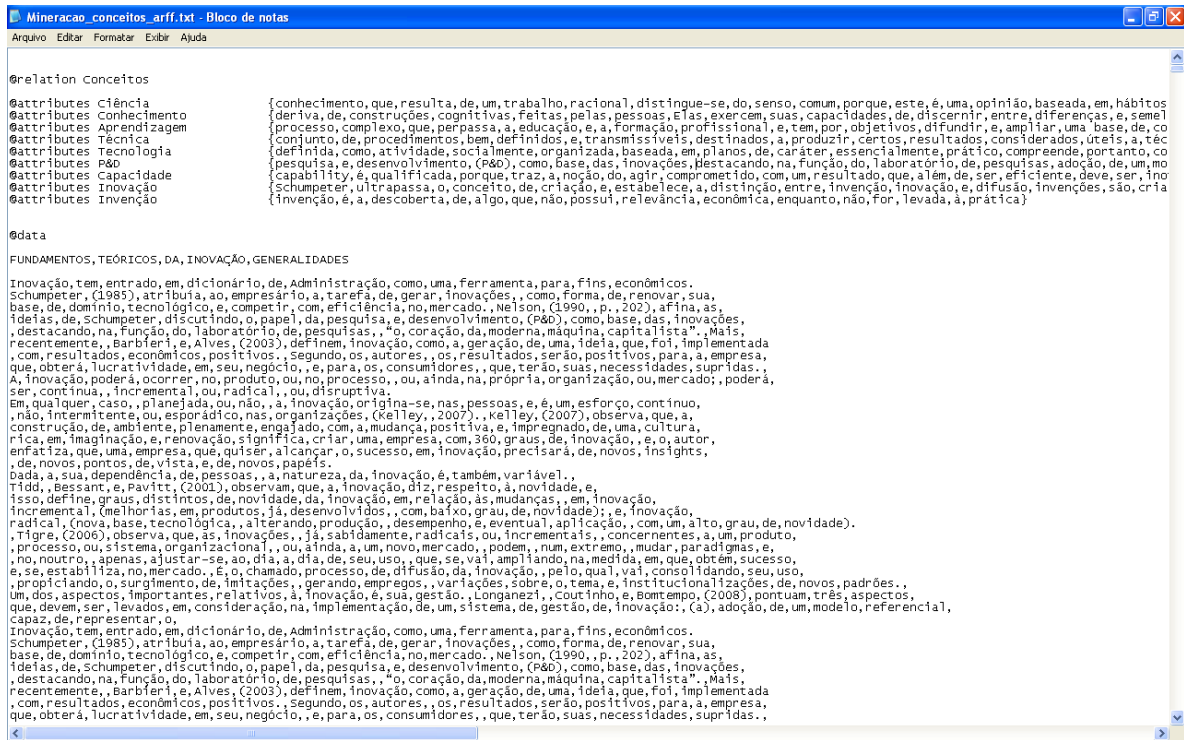 Mineracao_conceitos_arff.txt - Bloco de notas
Arquivo Editar Formatar Exibir Ajuda
@relation Conceitos
@attributes Ciência {conhecimento,que,resulta,de,um,trabalho,racional,distingue-se,do,senso,comum,porque,este,é,uma,opinião,baseada,em,hábitos
@attributes Conhecimento {deriva,de,construções,cognitivas,feitas,pelas,pessoas,Elas,exercem,suas,capacidades,de,discernir,entre,diferenças,e,semel
@attributes Aprendizagem {processo,complexo,que,perpassa,a,educação,e,a,formação,profissional,e,tem,por,objetivos,difundir,e,ampliar,uma,base,de,co
@attributes Técnica {conjunto,de,procedimentos,bem,definidos,e,transmissíveis,destinados,a,produzir,certos,resultados,considerados,úteis,a,téc
@attributes Tecnologia {definida,como,atividade,socialmente,organizada,baseada,em,planos,de,caráter,essencialmente,prático,compreende,portanto,co
@attributes P&D {pesquisa,e,desenvolvimento,(P&D),como,base,das,inovações,destacando,na,função,do,laboratório,de,pesquisas,adoção,de,um,mo
@attributes Capacidade {capability,é,qualificada,porque,traz,a,noção,do,agir,comprometido,com,um,resultado,que,além,de,ser,eficiente,deve,ser,ino
@attributes Inovação {Schumpeter,ultrapassa,o,conceito,de,criação,e,estabelece,a,distinção,entre,invenção,inovação,e,difusão,invenções,são,cria
@attributes Invenção {invenção,é,a,descoberta,de,algo,que,não,possui,relevância,econômica,enquanto,não,for,levada,à,prática}
@data
FUNDAMENTOS,TEÓRICOS,DA,INOVAÇÃO,GENERALIDADES
Inovação,tem,entrado,em,dicionário,de,Administração,como,uma,ferramenta,para,fins,econômicos.
Schumpeter,(1985),atribuía,ao,empresário,a,tarefa,de,gerar,inovações,,como,forma,de,renovar,sua,
base,de,domínio,tecnológico,e,competir,com,eficiência,no,mercado.,Nelson,(1990,,p.,202),afina,as,
ideias,de,Schumpeter,discutindo,o,papel,da,pesquisa,e,desenvolvimento,(P&D),como,base,das,inovações,
,destacando,na,função,do,laboratório,de,pesquisas,,“o,coração,da,moderna,máquina,capitalista”.,Mais,
recentemente,,Barbieri,e,Alves,(2003),definem,inovação,como,a,geração,de,uma,ideia,que,foi,implementada
,com,resultados,econômicos,positivos.,Segundo,os,autores,,os,resultados,serão,positivos,para,a,empresa,
que,obterá,lucratividade,em,seu,negócio,,e,para,os,consumidores,,que,terão,suas,necessidades,supridas.,
A,inovação,poderá,ocorrer,no,produto,ou,no,processo,,ou,ainda,na,própria,organização,ou,mercado;,poderá,
ser,contínua,,incremental,ou,radical,,ou,disruptiva.
Em,qualquer,caso,,planejada,ou,não,,a,inovação,origina-se,nas,pessoas,e,é,um,esforço,contínuo,
,não,intermitente,ou,esporádico,nas,organizações,(Kelley,,2007).,Kelley,(2007),observa,que,a,
construção,de,ambiente,plenamente,engajado,com,a,mudança,positiva,e,impregnado,de,uma,cultura,
rica,em,imaginação,e,renovação,significa,criar,uma,empresa,com,360,graus,de,inovação,,e,o,autor,
enfatiza,que,uma,empresa,que,quiser,alcançar,o,sucesso,em,inovação,precisará,de,novos,insights,
,de,novos,pontos,de,vista,e,de,novos,papéis.
Dada,a,sua,dependência,de,pessoas,,a,natureza,da,inovação,é,também,variável.,
Tidd,,Bessant,e,Pavitt,(2001),observam,que,a,inovação,diz,respeito,à,novidade,e,
isso,define,graus,distintos,de,novidade,da,inovação,em,relação,às,mudanças,,em,inovação,
incremental,(melhorias,em,produtos,já,desenvolvidos,,com,baixo,grau,de,novidade);,e,inovação,
radical,(nova,base,tecnológica,,alterando,produção,,desempenho,e,eventual,aplicação,,com,um,alto,grau,de,novidade).
,Tigre,(2006),observa,que,as,inovações,,já,sabidamente,radicais,ou,incrementais,,concernentes,a,um,produto,
,processo,ou,sistema,organizacional,,ou,ainda,a,um,novo,mercado,,podem,,num,extremo,,mudar,paradigmas,e,
,no,noutro,,apenas,ajustar-se,ao,dia,a,dia,de,seu,uso,,que,se,vai,ampliando,na,medida,em,que,obtém,sucesso,
e,se,estabiliza,no,mercado.,É,o,chamado,processo,de,difusão,da,inovação,,pelo,qual,vai,consolidando,seu,uso,
,propiciando,o,surgimento,de,imitações,,gerando,empregos,,variações,sobre,o,tema,e,institucionalizações,de,novos,padrões.,
Um,dos,aspectos,importantes,relativos,à,inovação,é,sua,gestão.,Longanezi,,Coutinho,e,Bomtempo,(2008),pontuam,três,aspectos,
que,devem,ser,levados,em,consideração,na,implementação,de,um,sistema,de,gestão,de,inovação:,(a),adoção,de,um,modelo,referencial,
capaz,de,representar,o,
Inovação,tem,entrado,em,dicionário,de,Administração,como,uma,ferramenta,para,fins,econômicos.
Schumpeter,(1985),atribuía,ao,empresário,a,tarefa,de,gerar,inovações,,como,forma,de,renovar,sua,
base,de,domínio,tecnológico,e,competir,com,eficiência,no,mercado.,Nelson,(1990,,p.,202),afina,as,
ideias,de,Schumpeter,discutindo,o,papel,da,pesquisa,e,desenvolvimento,(P&D),como,base,das,inovações,
,destacando,na,função,do,laboratório,de,pesquisas,,“o,coração,da,moderna,máquina,capitalista”.,Mais,
recentemente,,Barbieri,e,Alves,(2003),definem,inovação,como,a,geração,de,uma,ideia,que,foi,implementada
,com,resultados,econômicos,positivos.,Segundo,os,autores,,os,resultados,serão,positivos,para,a,empresa,
que,obterá,lucratividade,em,seu,negócio,,e,para,os,consumidores,,que,terão,suas,necessidades,supridas.,